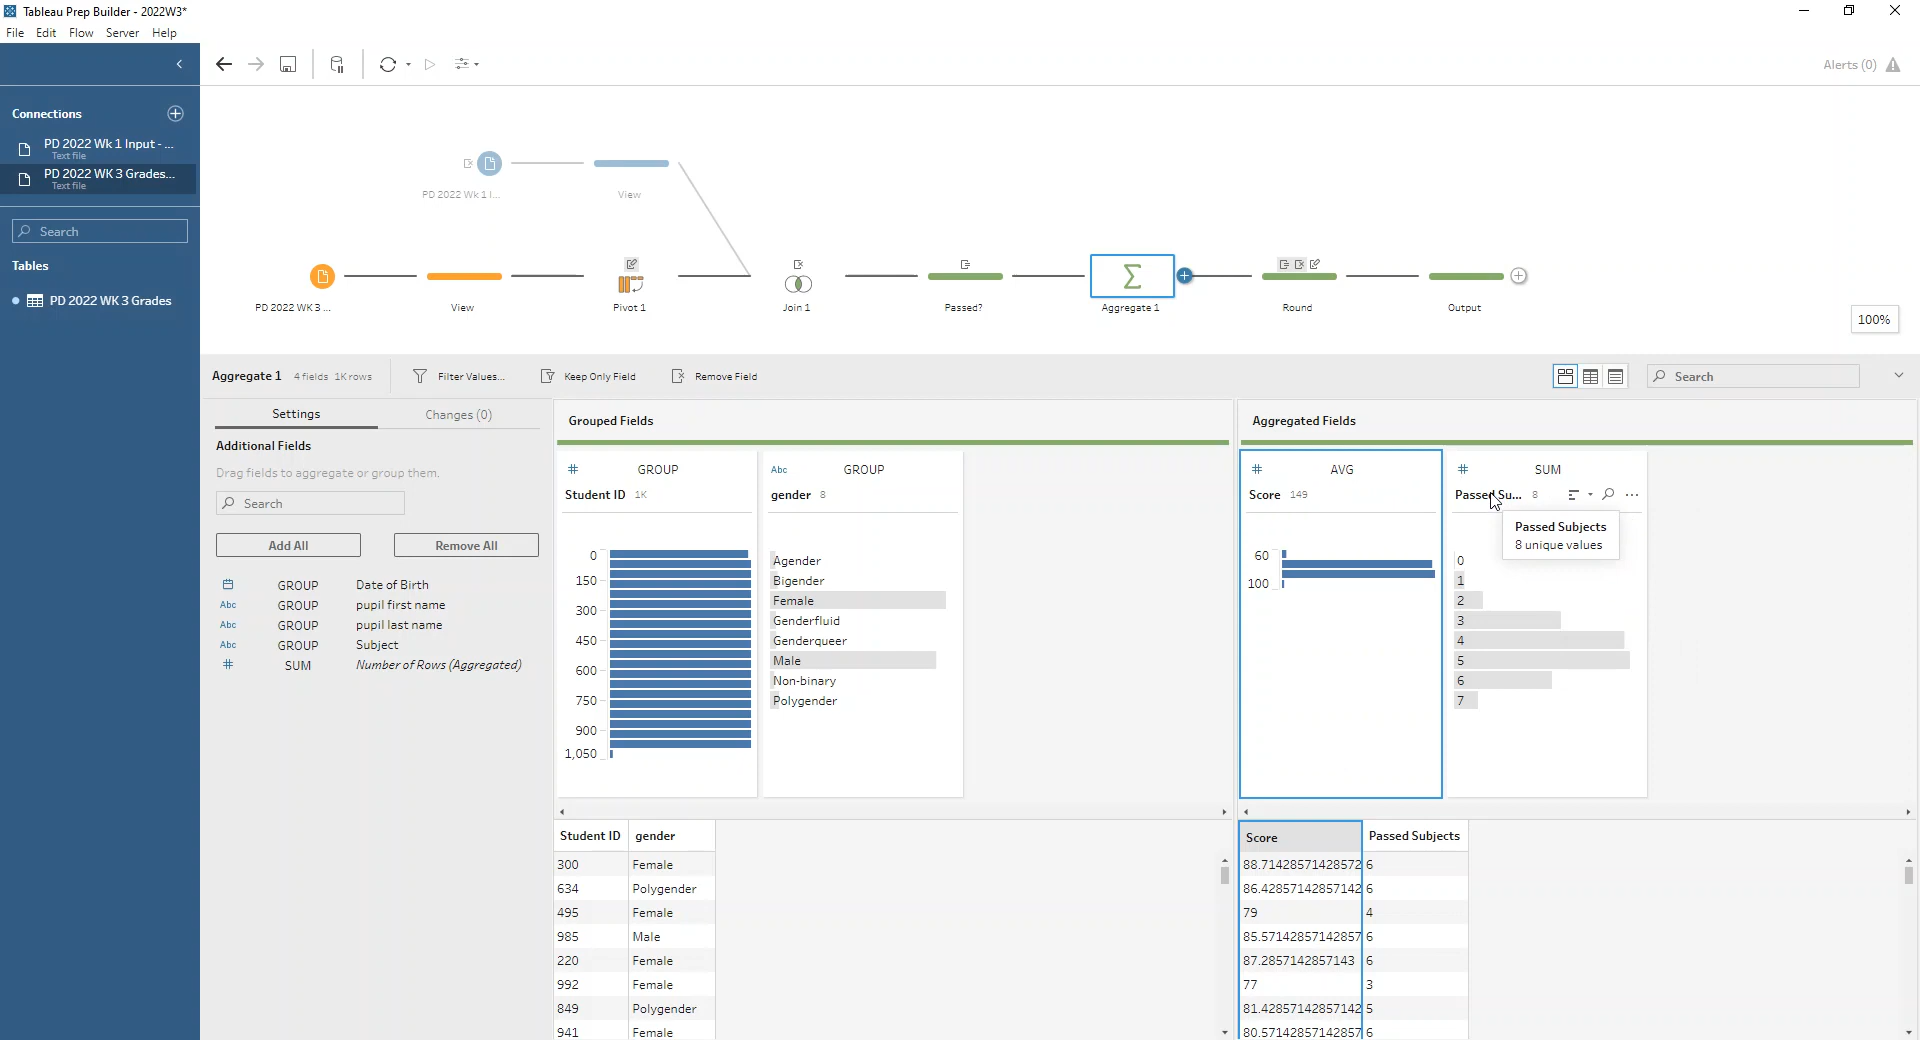 Tableau Prep Builder - 2022W3*
File Edit Flow Server Help
Alerts (0)
Connections
PD 2022 Wk 1 Input - ...
Text file
PD 2022 WK 3 Grades...
Text file
Search
Tables
PD 2022 WK 3 Grades
PD 2022 Wk 1 I...
View
PD 2022 WK 3 ...
View
Pivot 1
Join 1
Passed?
Aggregate 1
Round
Output
100%
Aggregate 1 4 fields 1K rows
Filter Values...
Keep Only Field
Remove Field
Search
Settings
Changes (0)
Additional Fields
Drag fields to aggregate or group them.
Search
Add All
Remove All
GROUP Date of Birth
Abc GROUP pupil first name
Abc GROUP pupil last name
Abc GROUP Subject
# SUM Number of Rows (Aggregated)
Grouped Fields
# GROUP
Student ID 1K
0
150
300
450
600
750
900
1,050
Abc GROUP
gender 8
Agender
Bigender
Female
Genderfluid
Genderqueer
Male
Non-binary
Polygender
Aggregated Fields
# AVG
Score 149
60
100
# SUM
Passed Su... 8
Passed Subjects
8 unique values
0
1
2
3
4
5
6
7
Student ID gender
300 Female
634 Polygender
495 Female
985 Male
220 Female
992 Female
849 Polygender
941 Female
Score Passed Subjects
88.71428571428572 6
86.42857142857142 6
79 4
85.57142857142857 6
87.2857142857143 6
77 3
81.42857142857142 5
80.57142857142857 6